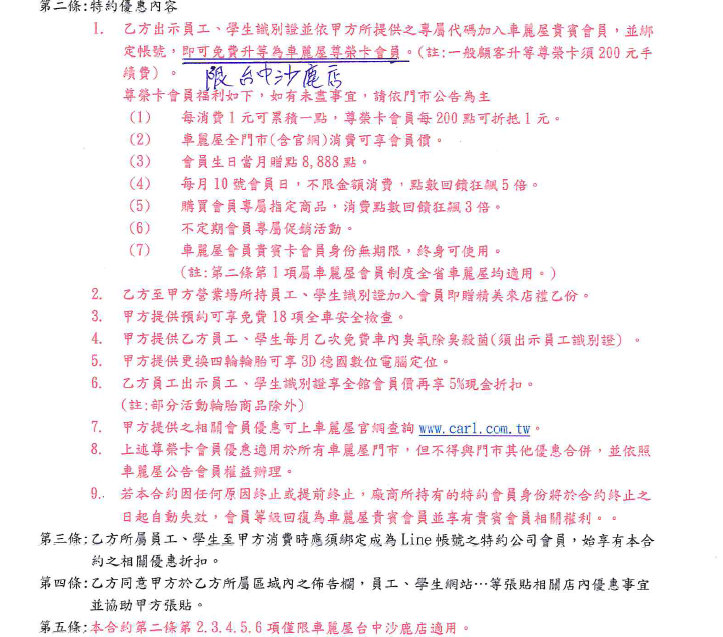 第二條:特約優惠內容
1. 乙方出示員工、學生識別證並依甲方所提供之專屬代碼加入車麗屋貴賓會員，並綁
定帳號，即可免費升等為車麗屋尊榮卡會員。(註:一般顧客升等尊榮卡須 200 元手
續費)。
限台中沙鹿店
尊榮卡會員福利如下，如有未盡事宜，請依門市公告為主
(1) 每消費 1 元可累積一點，尊榮卡會員每 200 點可折抵 1 元。
(2) 車麗屋全門市(含官網)消費可享會員價。
(3) 會員生日當月贈點 8,888 點。
(4) 每月 10 號會員日，不限金額消費，點數回饋狂飆 5 倍。
(5) 購買會員專屬指定商品，消費點數回饋狂飆 3 倍。
(6) 不定期會員專屬促銷活動。
(7) 車麗屋會員貴賓卡會員身份無期限，終身可使用。
(註:第二條第 1 項屬車麗屋會員制度全省車麗屋均適用。)
2. 乙方至甲方營業場所持員工、學生識別證加入會員即贈精美來店禮乙份。
3. 甲方提供預約可享免費 18 項全車安全檢查。
4. 甲方提供乙方員工、學生每月乙次免費車內臭氧除臭殺菌(須出示員工識別證) 。
5. 甲方提供更換四輪輪胎可享 3D 德國數位電腦定位。
6. 乙方員工出示員工、學生識別證享全館會員價再享 5%現金折扣。
(註:部分活動輪胎商品除外)
7. 甲方提供之相關會員優惠可上車麗屋官網查詢 www.car1.com.tw。
8. 上述尊榮卡會員優惠適用於所有車麗屋門市，但不得與門市其他優惠合併，並依照
車麗屋公告會員權益辦理。
9.. 若本合約因任何原因終止或提前終止，廠商所持有的特約會員身份將於合約終止之
日起自動失效，會員等級回復為車麗屋貴賓會員並享有貴賓會員相關權利。。
第三條:乙方所屬員工、學生至甲方消費時應須綁定成為 Line 帳號之特約公司會員，始享有本合
約之相關優惠折扣。
第四條:乙方同意甲方於乙方所屬區域內之佈告欄，員工、學生網站…等張貼相關店內優惠事宜
並協助甲方張貼。
第五條:本合約第二條第 2.3.4.5.6 項僅限車麗屋台中沙鹿店適用。